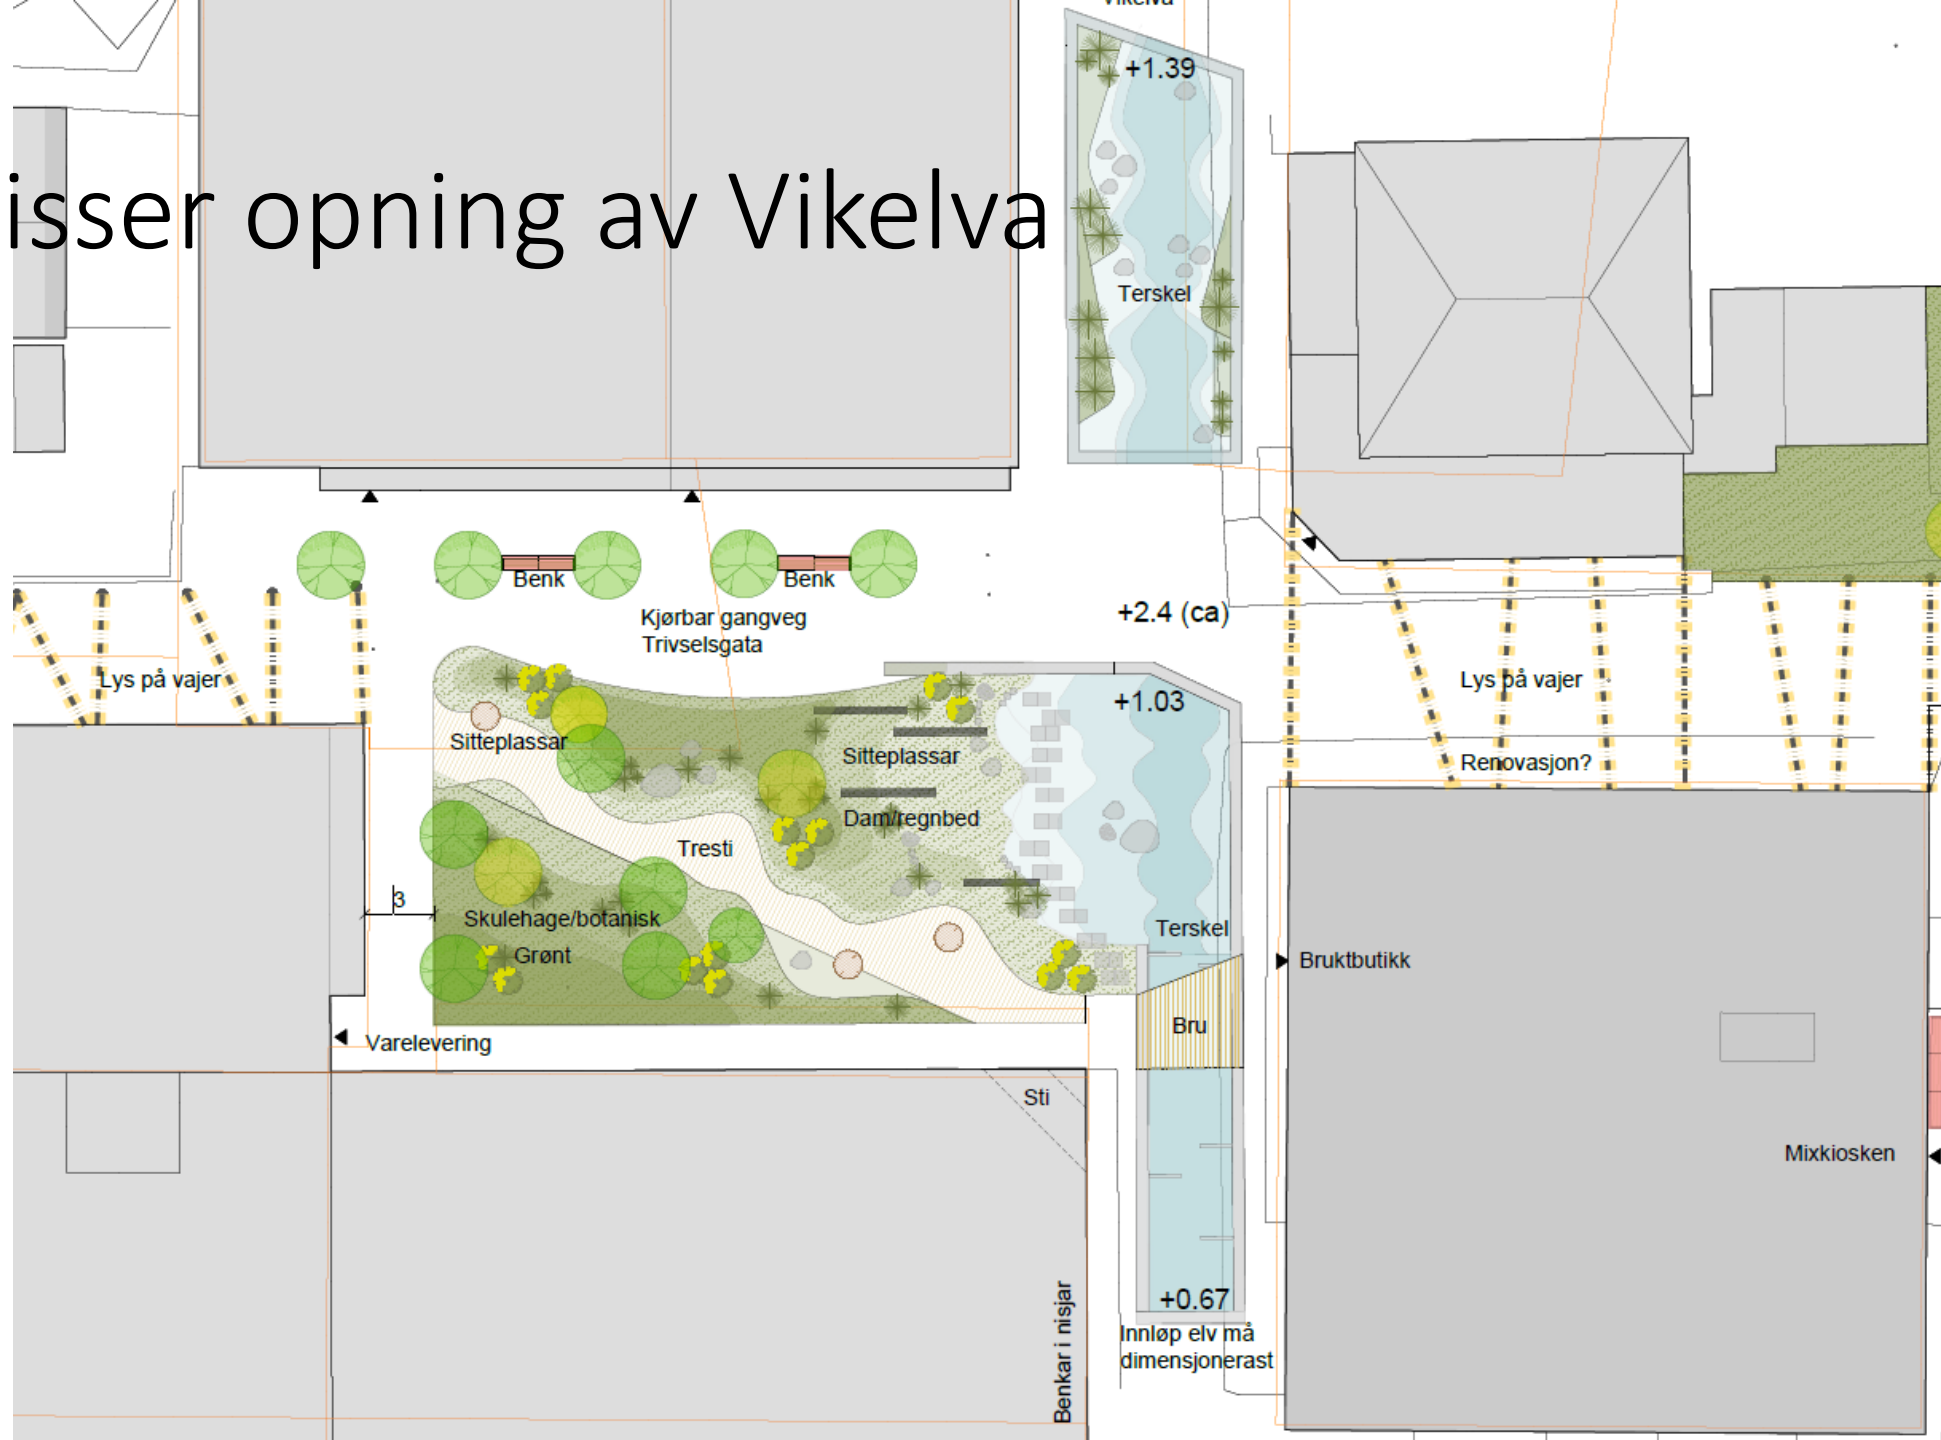 Vikelva
+1.39
isser opning av Vikelva
Terskel
Benk
Benk
Kjørbar gangveg
Trivselsgata
+2.4 (ca)
Lys på vajer
Lys på vajer
+1.03
Sitteplassar
Sitteplassar
Renovasjon?
Dam/regnbed
Tresti
3
Skulehage/botanisk
Grønt
Terskel
Bruktbutikk
Bru
Varelevering
Sti
Mixkiosken
+0.67
Innløp elv må
dimensjonerast
Benkar i nisjar